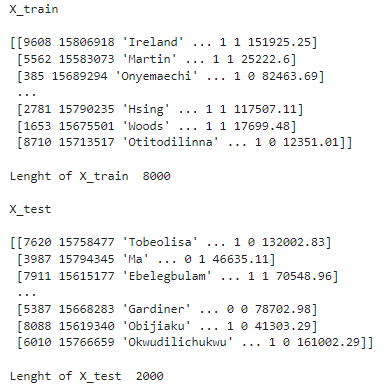 X_train
[[9608 15806918 'Ireland' ... 1 1 151925.25]
[5562 15583073 'Martin' ... 1 1 25222.6]
[385 15689294 'Onyemaechi' ... 1 0 82463.69]
...
[2781 15790235 'Hsing' ... 1 1 117507.11]
[1653 15675501 'Woods' ... 1 1 17699.48]
[8710 15713517 'Otitodilinna' ... 1 0 12351.01]]
Lenght of X_train 8000
X_test
[[7620 15758477 'Tobeolisa' ... 1 0 132002.83]
[3987 15794345 'Ma' ... 0 1 46635.11]
[7911 15615177 'Ebelegbulam' ... 1 1 70548.96]
...
[5387 15668283 'Gardiner' ... 0 0 78702.98]
[8088 15619340 'Obijiaku' ... 1 0 41303.29]
[6010 15766659 'Okwudilichukwu' ... 1 0 161002.29]]
Lenght of X_test 2000